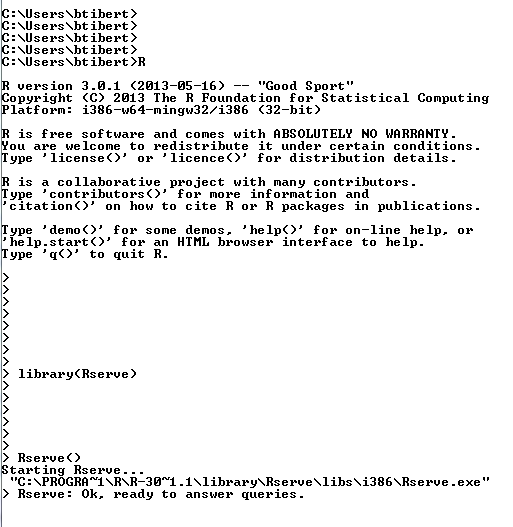 C:\Users\btibert>
C:\Users\btibert>
C:\Users\btibert>
C:\Users\btibert>
C:\Users\btibert>R
R version 3.0.1 (2013-05-16) -- "Good Sport"
Copyright (C) 2013 The R Foundation for Statistical Computing
Platform: i386-w64-mingw32/i386 (32-bit)
R is free software and comes with ABSOLUTELY NO WARRANTY.
You are welcome to redistribute it under certain conditions.
Type 'license()' or 'licence()' for distribution details.
R is a collaborative project with many contributors.
Type 'contributors()' for more information and
'citation()' on how to cite R or R packages in publications.
Type 'demo()' for some demos, 'help()' for on-line help, or
'help.start()' for an HTML browser interface to help.
Type 'q()' to quit R.
>
>
>
>
>
>
>
>
> library(Rserve)
>
>
>
>
>
>
> Rserve()
Starting Rserve...
"C:\PROGRA~1\R\R-30~1.1\library\Rserve\libs\i386\Rserve.exe"
> Rserve: Ok, ready to answer queries.